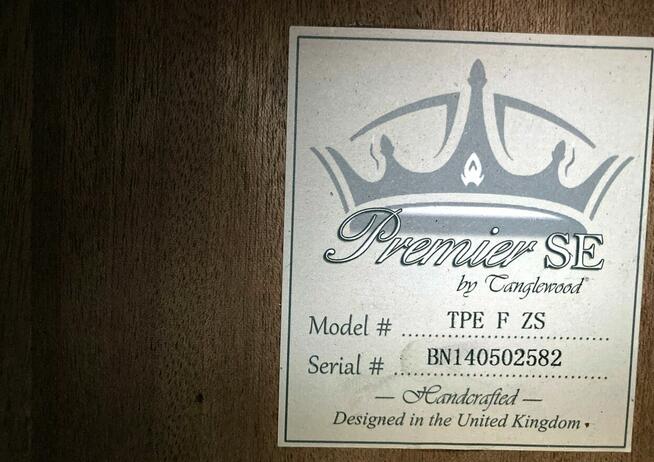 Premier SE
by Tanglewood
Model # TPE F ZS
Serial # BN140502582
— Handcrafted —
Designed in the United Kingdom